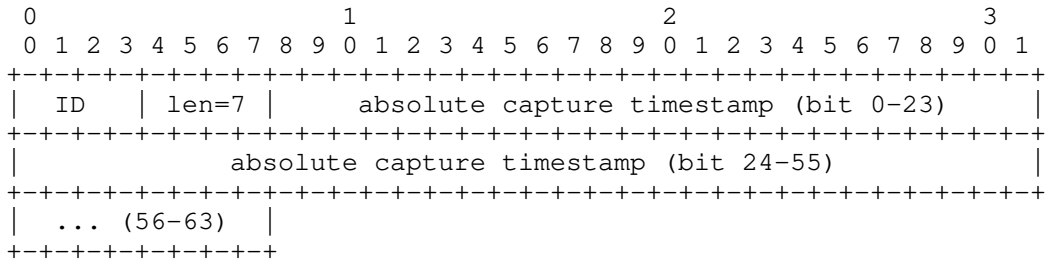 0                   1                   2                   3
 0 1 2 3 4 5 6 7 8 9 0 1 2 3 4 5 6 7 8 9 0 1 2 3 4 5 6 7 8 9 0 1
+-+-+-+-+-+-+-+-+-+-+-+-+-+-+-+-+-+-+-+-+-+-+-+-+-+-+-+-+-+-+-+-+
|  ID   | len=7 |     absolute capture timestamp (bit 0-23)     |
+-+-+-+-+-+-+-+-+-+-+-+-+-+-+-+-+-+-+-+-+-+-+-+-+-+-+-+-+-+-+-+-+
|             absolute capture timestamp (bit 24-55)            |
+-+-+-+-+-+-+-+-+-+-+-+-+-+-+-+-+-+-+-+-+-+-+-+-+-+-+-+-+-+-+-+-+
|  ... (56-63)  |
+-+-+-+-+-+-+-+-+